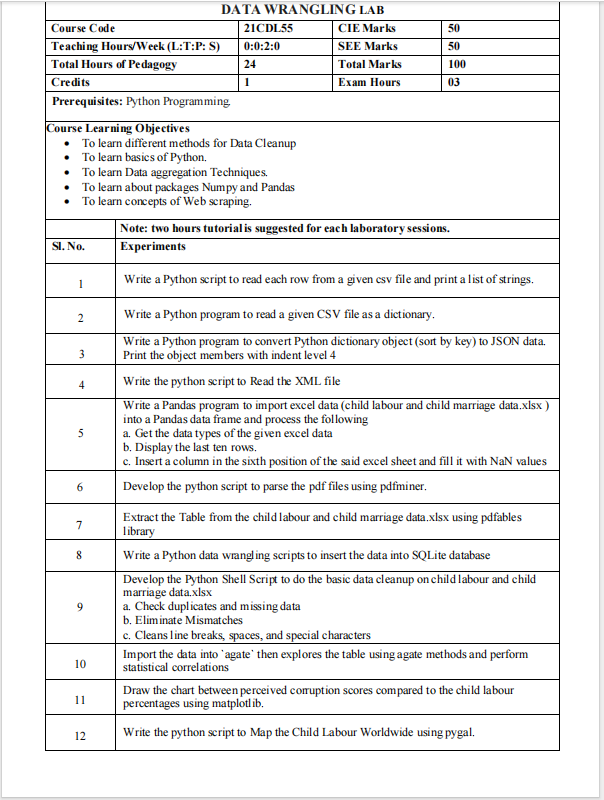 DATA WRANGLING LAB
Course Code 21CDL55 CIE Marks 50
Teaching Hours/Week (L:T:P: S) 0:0:2:0 SEE Marks 50
Total Hours of Pedagogy 24 Total Marks 100
Credits 1 Exam Hours 03
Prerequisites: Python Programming.
Course Learning Objectives
• To learn different methods for Data Cleanup
• To learn basics of Python.
• To learn Data aggregation Techniques.
• To learn about packages Numpy and Pandas
• To learn concepts of Web scraping.
Note: two hours tutorial is suggested for each laboratory sessions.
Sl. No. Experiments
1 Write a Python script to read each row from a given csv file and print a list of strings.
2 Write a Python program to read a given CSV file as a dictionary.
3 Write a Python program to convert Python dictionary object (sort by key) to JSON data.
Print the object members with indent level 4
4 Write the python script to Read the XML file
5 Write a Pandas program to import excel data (child labour and child marriage data.xlsx )
into a Pandas data frame and process the following
a. Get the data types of the given excel data
b. Display the last ten rows.
c. Insert a column in the sixth position of the said excel sheet and fill it with NaN values
6 Develop the python script to parse the pdf files using pdfminer.
7 Extract the Table from the child labour and child marriage data.xlsx using pdfables
library
8 Write a Python data wrangling scripts to insert the data into SQLite database
9 Develop the Python Shell Script to do the basic data cleanup on child labour and child
marriage data.xlsx
a. Check duplicates and missing data
b. Eliminate Mismatches
c. Cleans line breaks, spaces, and special characters
10 Import the data into `agate` then explores the table using agate methods and perform
statistical correlations
11 Draw the chart between perceived corruption scores compared to the child labour
percentages using matplotlib.
12 Write the python script to Map the Child Labour Worldwide using pygal.